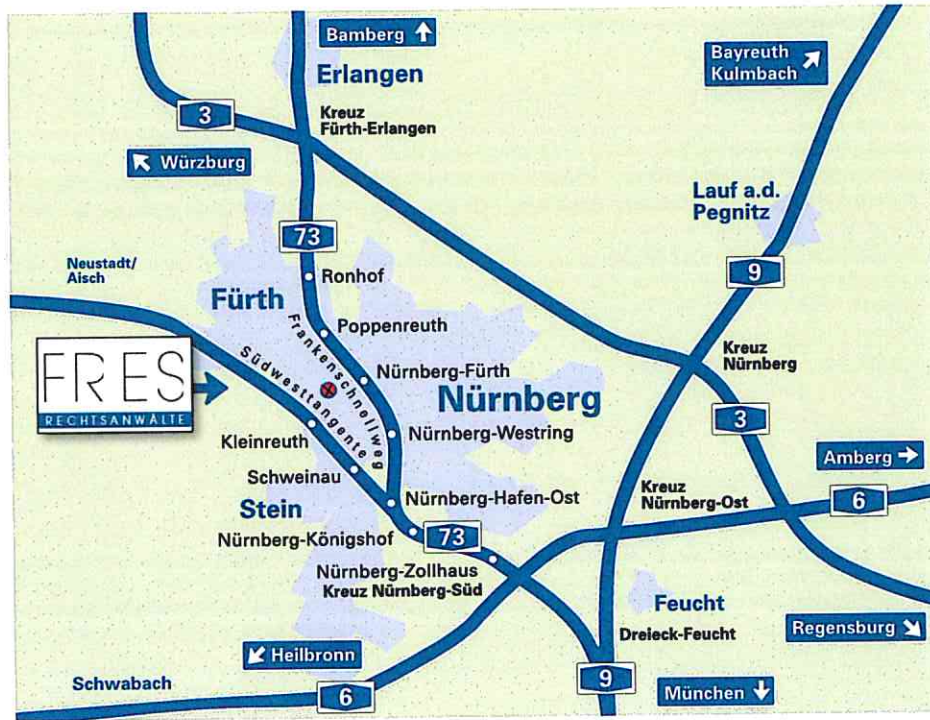 Bamberg
Erlangen
Bayreuth
Kulmbach
3
Kreuz
Fürth-Erlangen
Würzburg
Lauf a.d.
Pegnitz
73
Neustadt/
Aisch
Ronhof
9
Fürth
Poppenreuth
Frankenschnellweg
Südwesttangente
FRES
RECHTSANWÄLTE
Nürnberg-Fürth
Kreuz
Nürnberg
Nürnberg
3
Kleinreuth
Nürnberg-Westring
Amberg
Schweinau
Kreuz
Nürnberg-Ost
Nürnberg-Hafen-Ost
6
Stein
Nürnberg-Königshof
73
Nürnberg-Zollhaus
Kreuz Nürnberg-Süd
Feucht
Regensburg
Dreieck-Feucht
Heilbronn
Schwabach
6
9
München